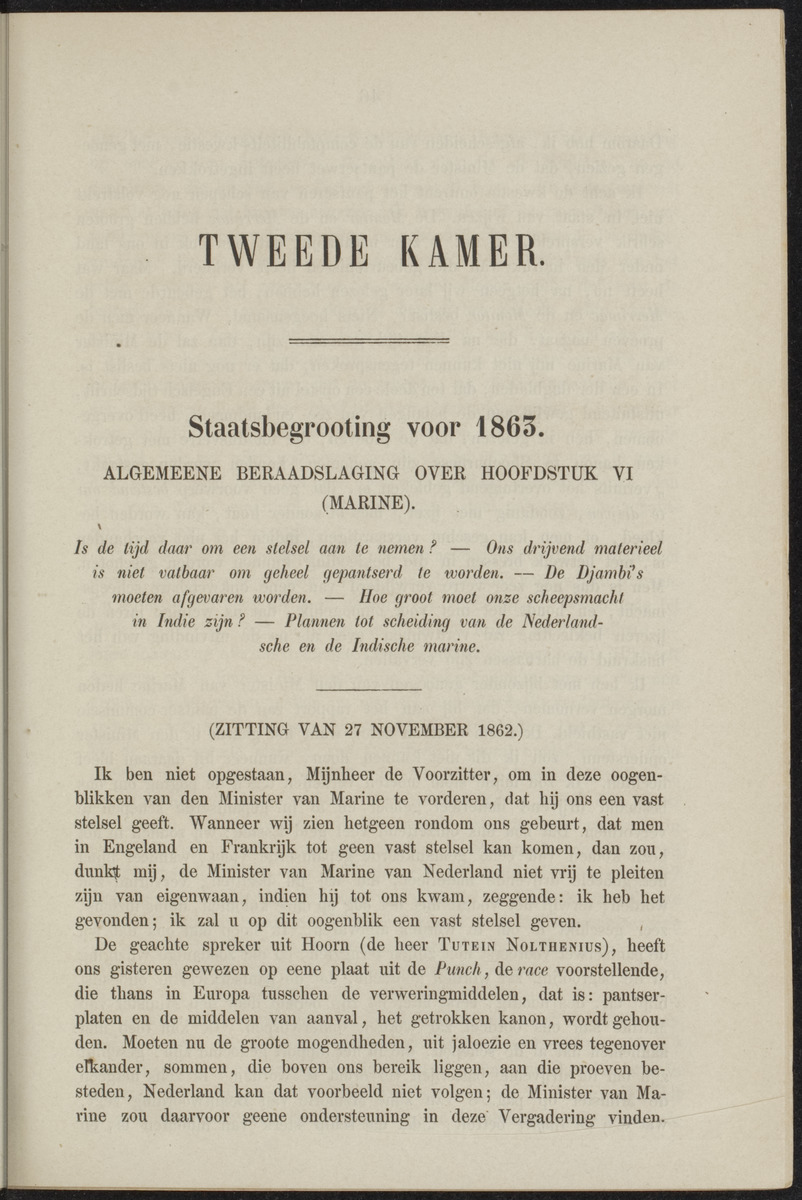 TWEEDE KAMER.
Staatsbegrooting voor 1863.
ALGEMEENE BERAADSLAGING OVER HOOFDSTUK VI
(MARINE).
Is de tijd daar om een stelsel aan te nemen? — Ons drijvend materieel
is niet vatbaar om geheel gepantserd te worden. — De Djambi's
moeten afgevaren worden. — Hoe groot moet onze scheepsmacht
in Indie zijn? — Plannen tot scheiding van de Nederland-
sche en de Indische marine.
(ZITTING VAN 27 NOVEMBER 1862.)
Ik ben niet opgestaan, Mijnheer de Voorzitter, om in deze oogen-
blikken van den Minister van Marine te vorderen, dat hij ons een vast
stelsel geeft. Wanneer wij zien hetgeen rondom ons gebeurt, dat men
in Engeland en Frankrijk tot geen vast stelsel kan komen, dan zou,
dunkt mij, de Minister van Marine van Nederland niet vrij te pleiten
zijn van eigenwaan, indien hij tot ons kwam, zeggende: ik heb het
gevonden; ik zal u op dit oogenblik een vast stelsel geven.
De geachte spreker uit Hoorn (de heer TUTEIN NOLTHENIUS), heeft
ons gisteren gewezen op eene plaat uit de Punch, de race voorstellende,
die thans in Europa tusschen de verweringmiddelen, dat is: pantser-
platen en de middelen van aanval, het getrokken kanon, wordt gehou-
den. Moeten nu de groote mogendheden, uit jaloezie en vrees tegenover
elkander, sommen, die boven ons bereik liggen, aan die proeven be-
steden, Nederland kan dat voorbeeld niet volgen; de Minister van Ma-
rine zou daarvoor geene ondersteuning in deze Vergadering vinden.